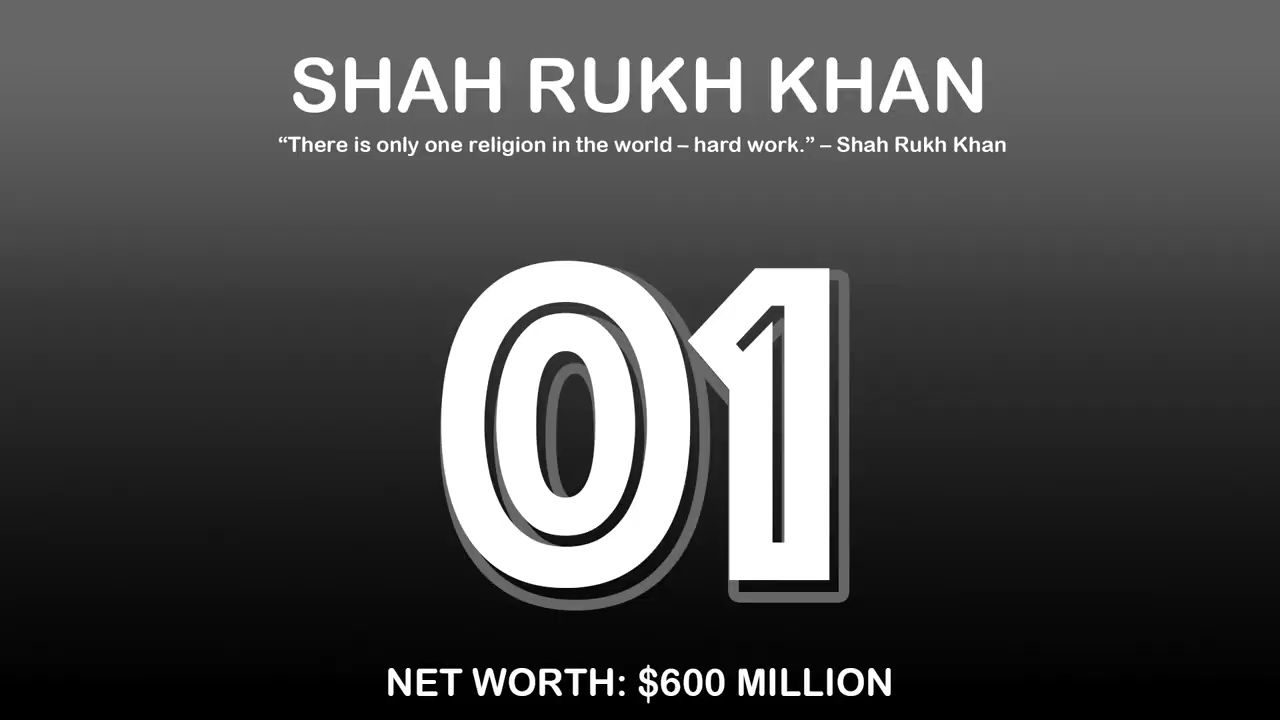 SHAH RUKH KHAN
“There is only one religion in the world – hard work.” – Shah Rukh Khan
01
NET WORTH: $600 MILLION